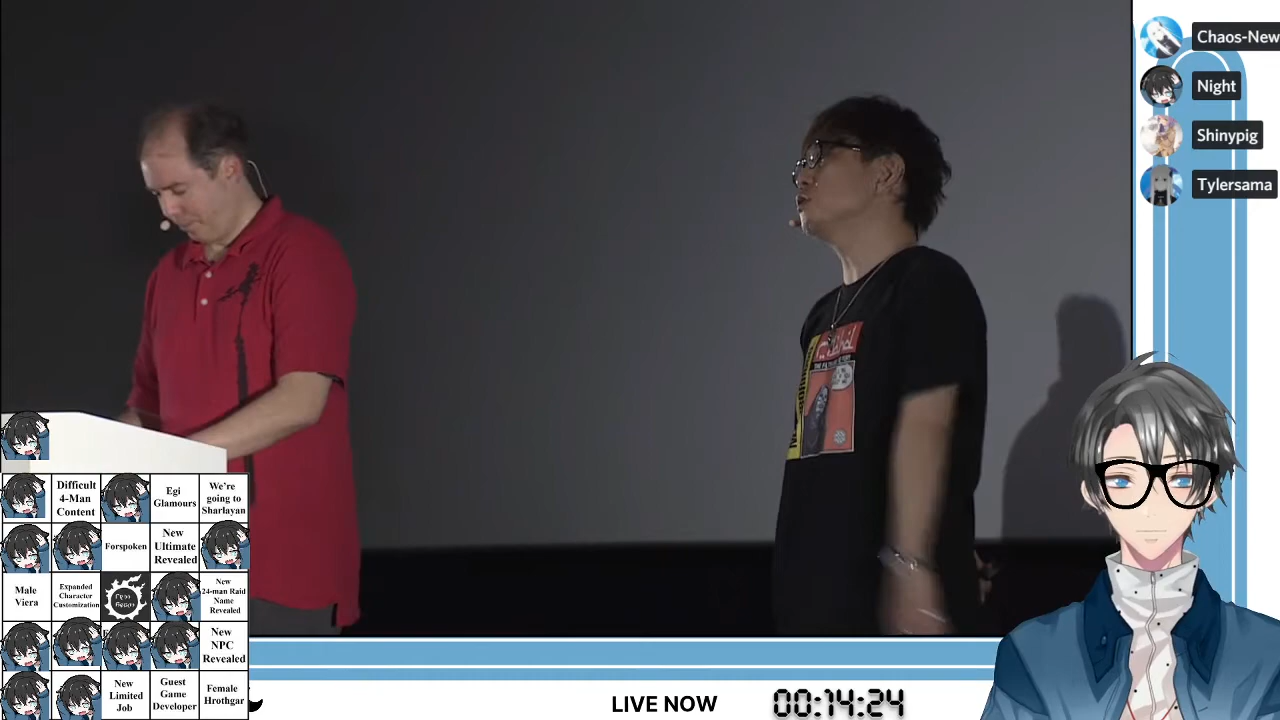 Chaos-New
Night
Shinypig
Tylersama
Difficult
4-Man
Content
Egi
Glamours
We're
going to
Sharlayan
Forspoken
New
Ultimate
Revealed
Male
Viera
Expanded
Character
Customization
New
24-man Raid
Name
Revealed
New
NPC
Revealed
New
Limited
Job
Guest
Game
Developer
Female
Hrothgar
LIVE NOW
00:14:24